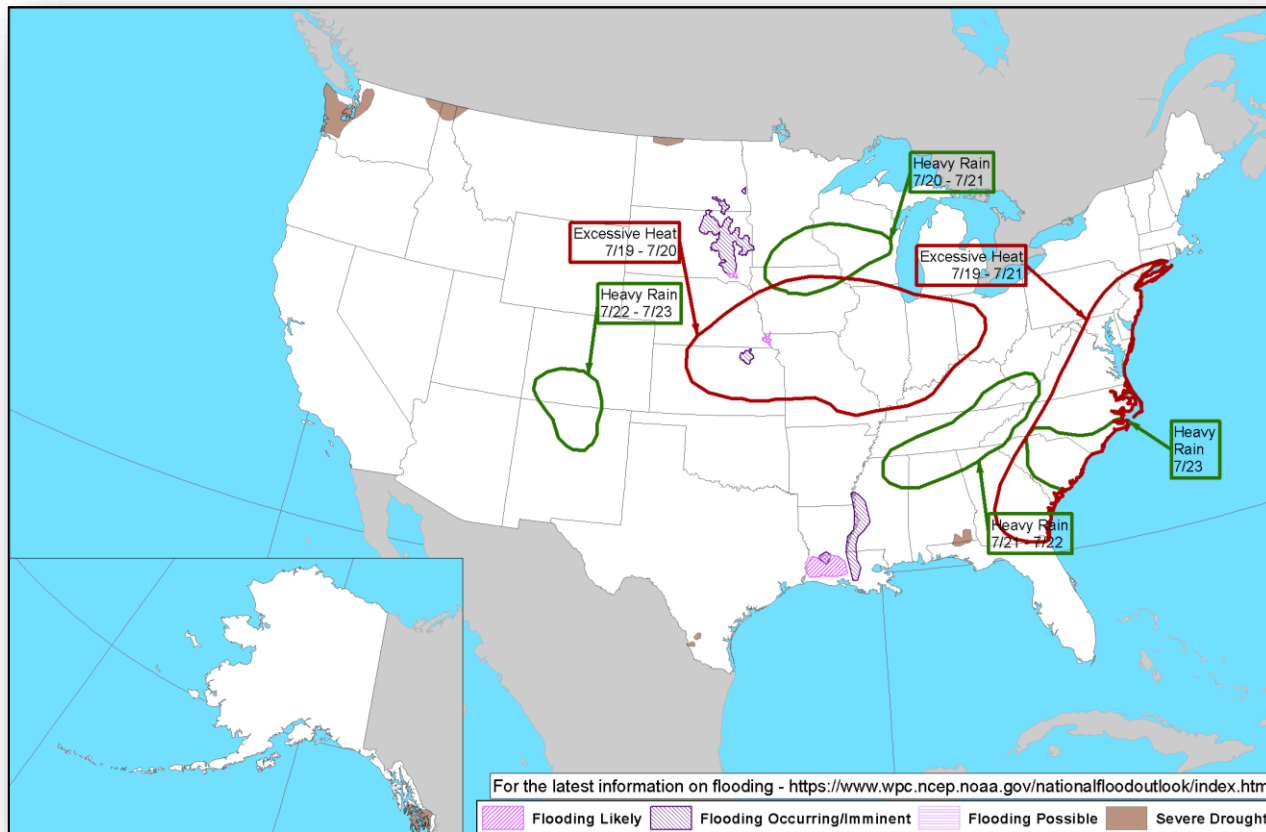 Heavy Rain
7/20 - 7/21
Excessive Heat
7/19 - 7/20
Excessive Heat
7/19 - 7/21
Heavy Rain
7/22 - 7/23
Heavy
Rain
7/23
Heavy Rain
7/21 - 7/22
For the latest information on flooding - https://www.wpc.ncep.noaa.gov/nationalfloodoutlook/index.htm
Flooding Likely
Flooding Occurring/Imminent
Flooding Possible
Severe Drought